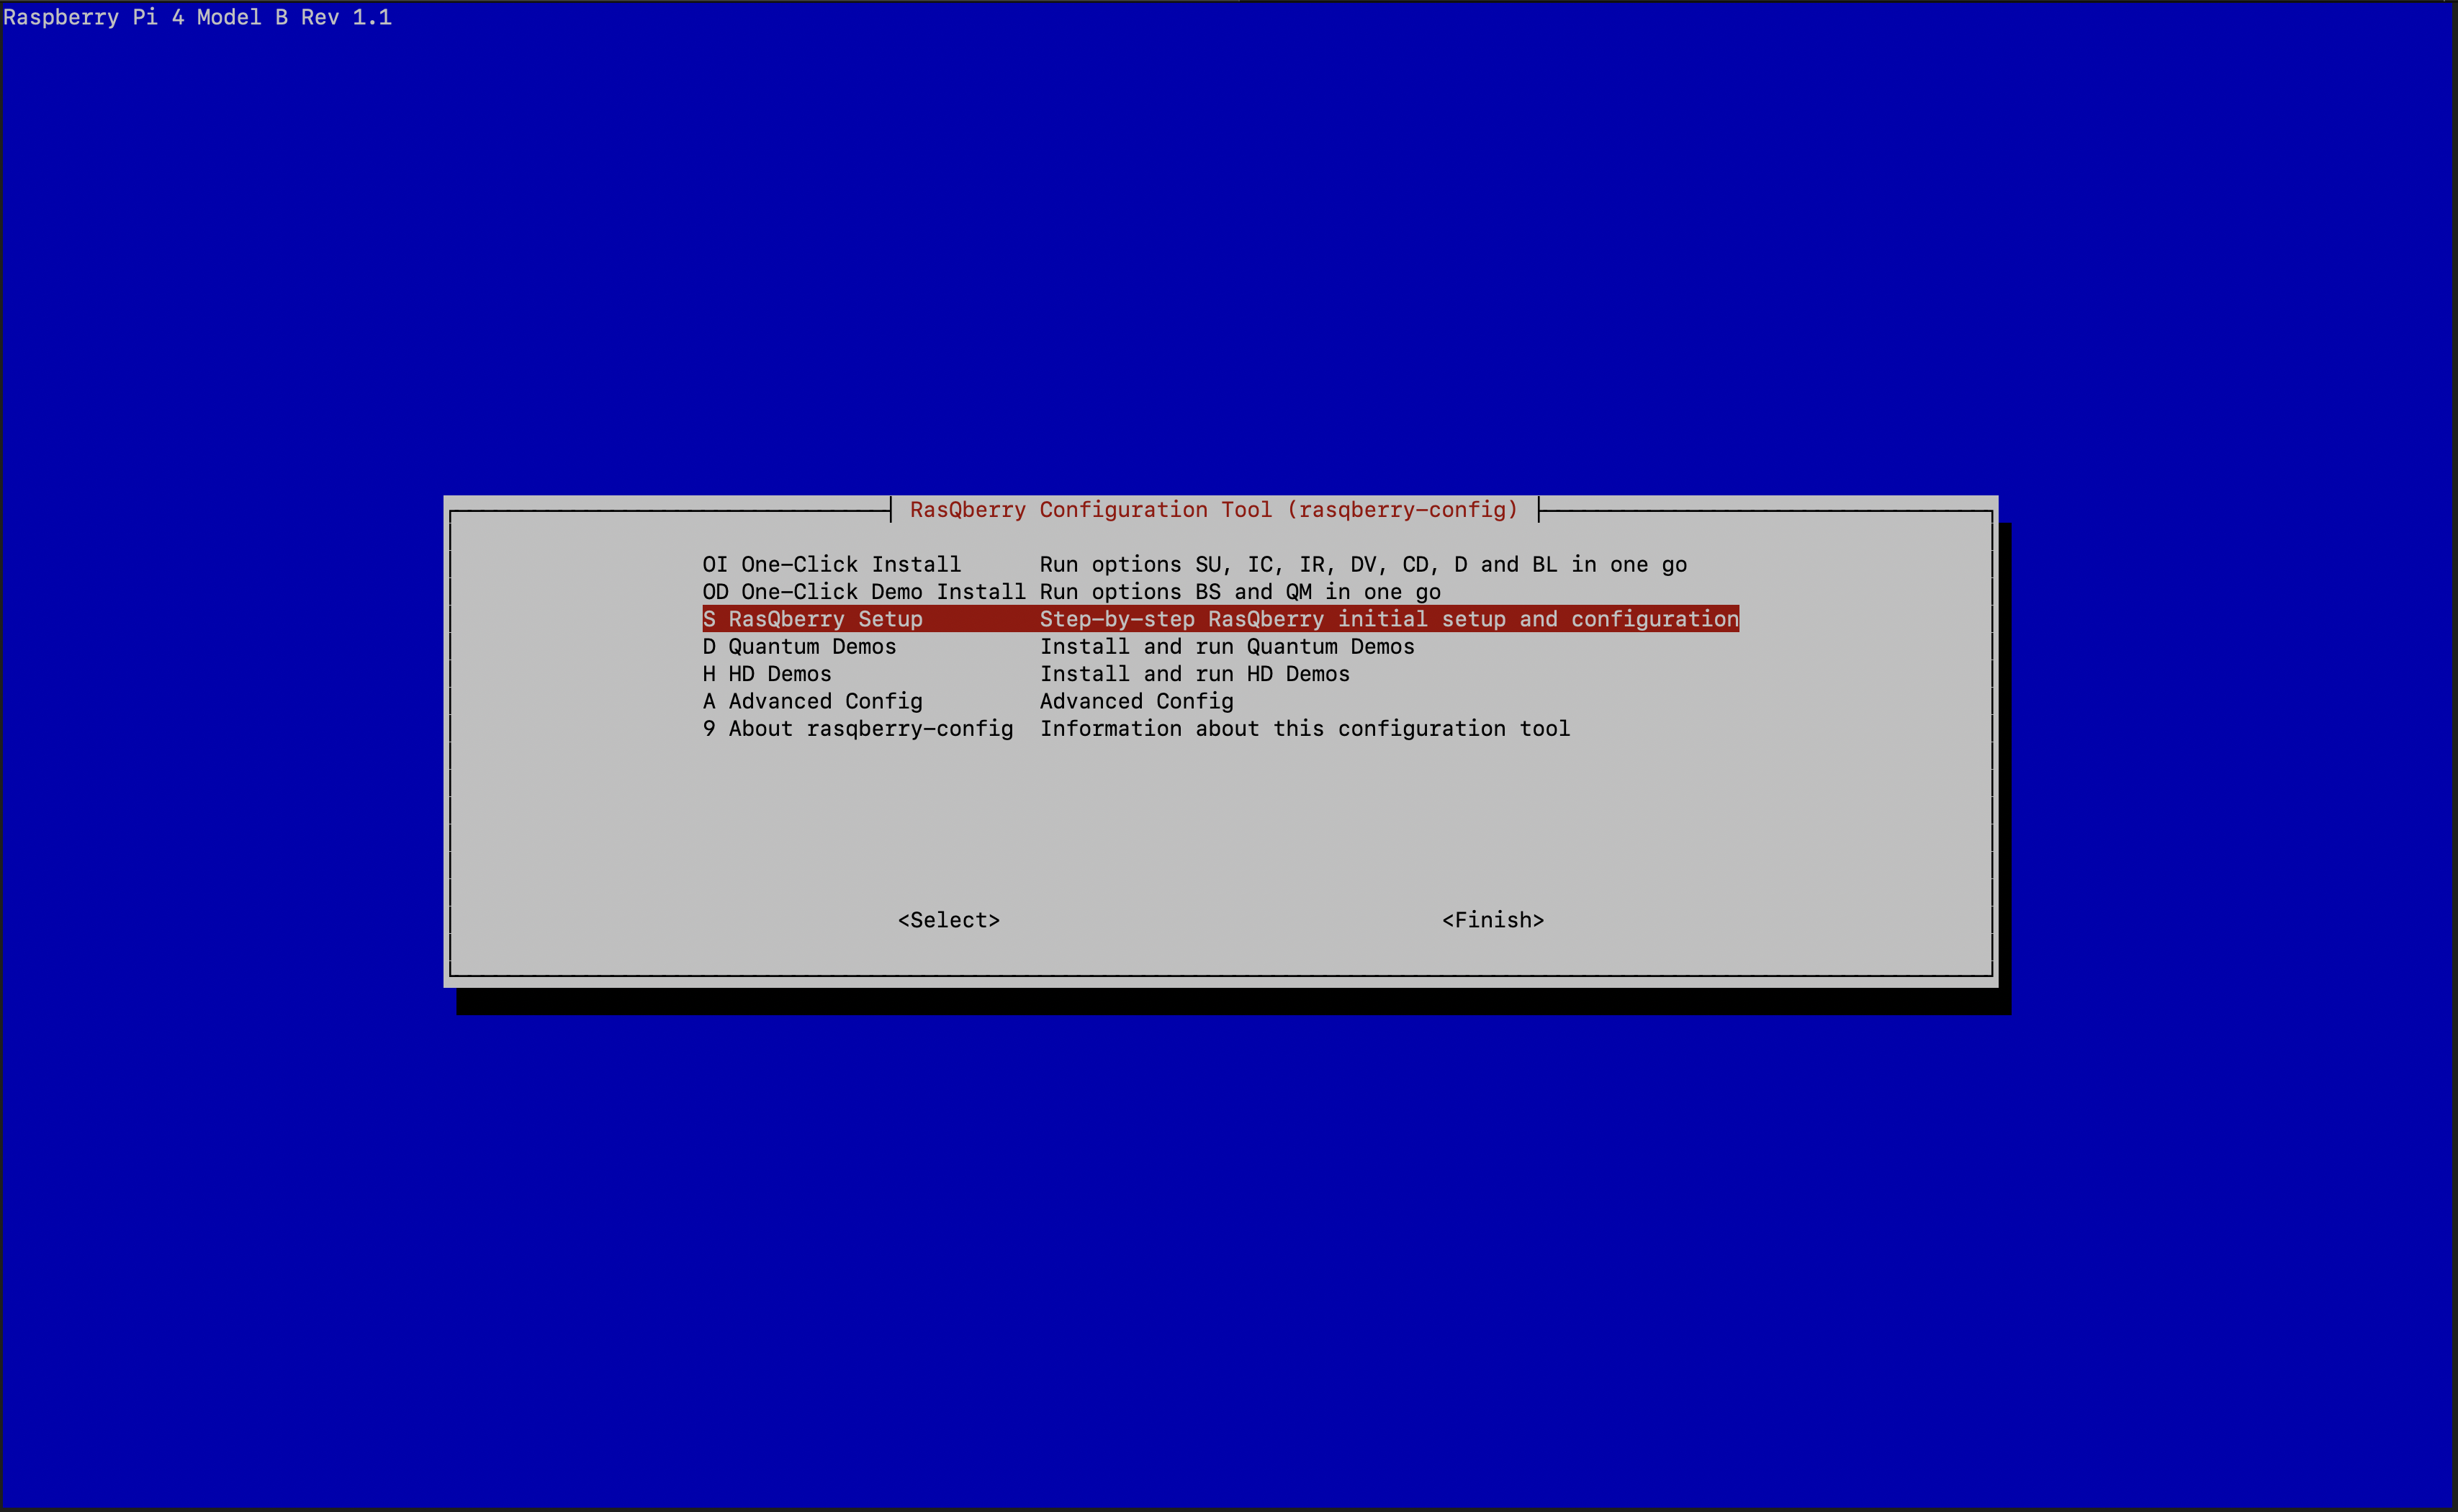 Raspberry Pi 4 Model B Rev 1.1
RasQberry Configuration Tool (rasqberry-config)
OI One-Click Install Run options SU, IC, IR, DV, CD, D and BL in one go
OD One-Click Demo Install Run options BS and QM in one go
S RasQberry Setup Step-by-step RasQberry initial setup and configuration
D Quantum Demos Install and run Quantum Demos
H HD Demos Install and run HD Demos
A Advanced Config Advanced Config
9 About rasqberry-config Information about this configuration tool
<Select> <Finish>